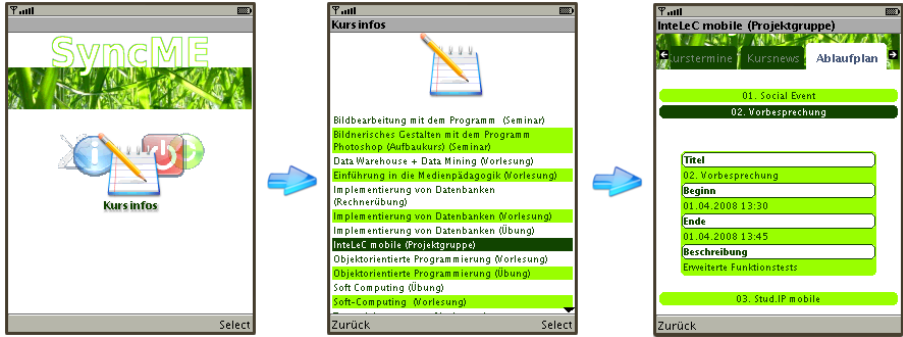 SyncME
Kurs infos
Select
Kurs infos
Bildbearbeitung mit dem Programm (Seminar)
Bildnerisches Gestalten mit dem Programm
Photoshop (Aufbaukurs) (Seminar)
Data Warehouse + Data Mining (Vorlesung)
Einführung in die Medienpädagogik (Vorlesung)
Implementierung von Datenbanken
(Rechnerübung)
Implementierung von Datenbanken (Vorlesung)
Implementierung von Datenbanken (Übung)
InteLeC mobile (Projektgruppe)
Objektorientierte Programmierung (Vorlesung)
Objektorientierte Programmierung (Übung)
Soft Computing (Übung)
Soft-Computing (Vorlesung)
Zurück Select
InteLeC mobile (Projektgruppe)
urstermine Kursnews Ablaufplan
01. Social Event
02. Vorbesprechung
Titel
02. Vorbesprechung
Beginn
01.04.2008 13:30
Ende
01.04.2008 13:45
Beschreibung
Erweiterte Funktionstests
03. Stud.IP mobile
Zurück